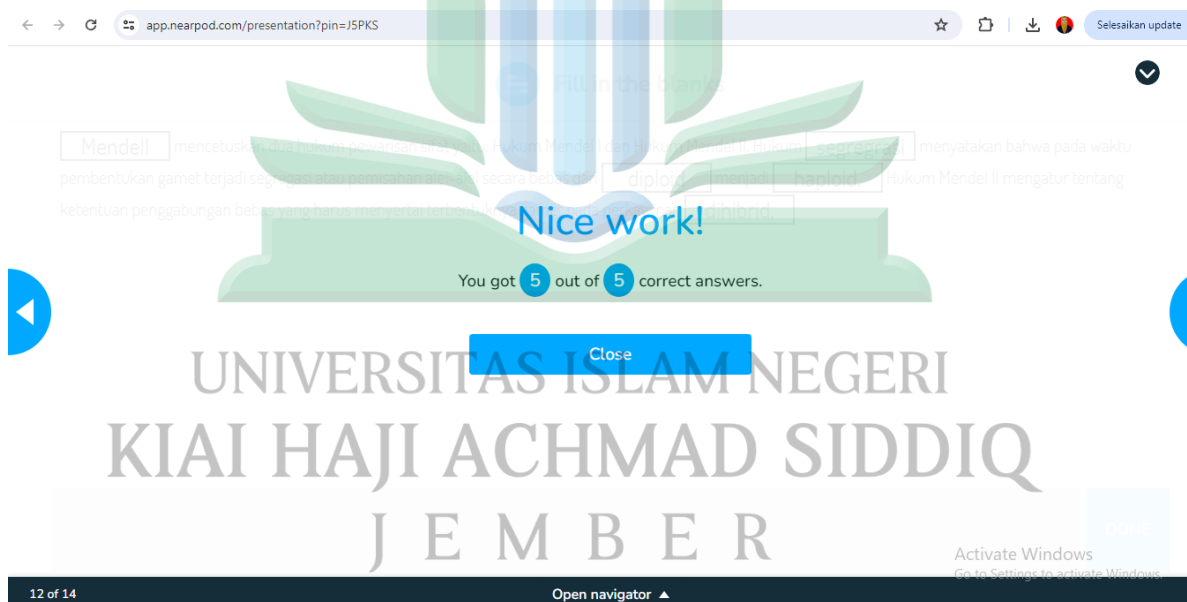 app.nearpod.com/presentation?pin=J5PKS
Selesaikan update
Fill in the blanks
Mendell mencetuskan dua hukum pewarisan sifat yaitu: Hukum Mendel I dan Hukum Mendel II. Hukum segregrasi menyatakan bahwa pada waktu
pembentukan gamet terjadi segregasi atau pemisahan secara bebas dari diploid menjadi haploid. Hukum Mendel II mengatur tentang
ketentuan penggabungan bebas yang harus menyertai dihibrid.
Nice work!
You got 5 out of 5 correct answers.
Close
UNIVERSITAS ISLAM NEGERI
KIAI HAJI ACHMAD SIDDIQ
JEMBER
DONE
Activate Windows
Go to Settings to activate Windows.
12 of 14
Open navigator